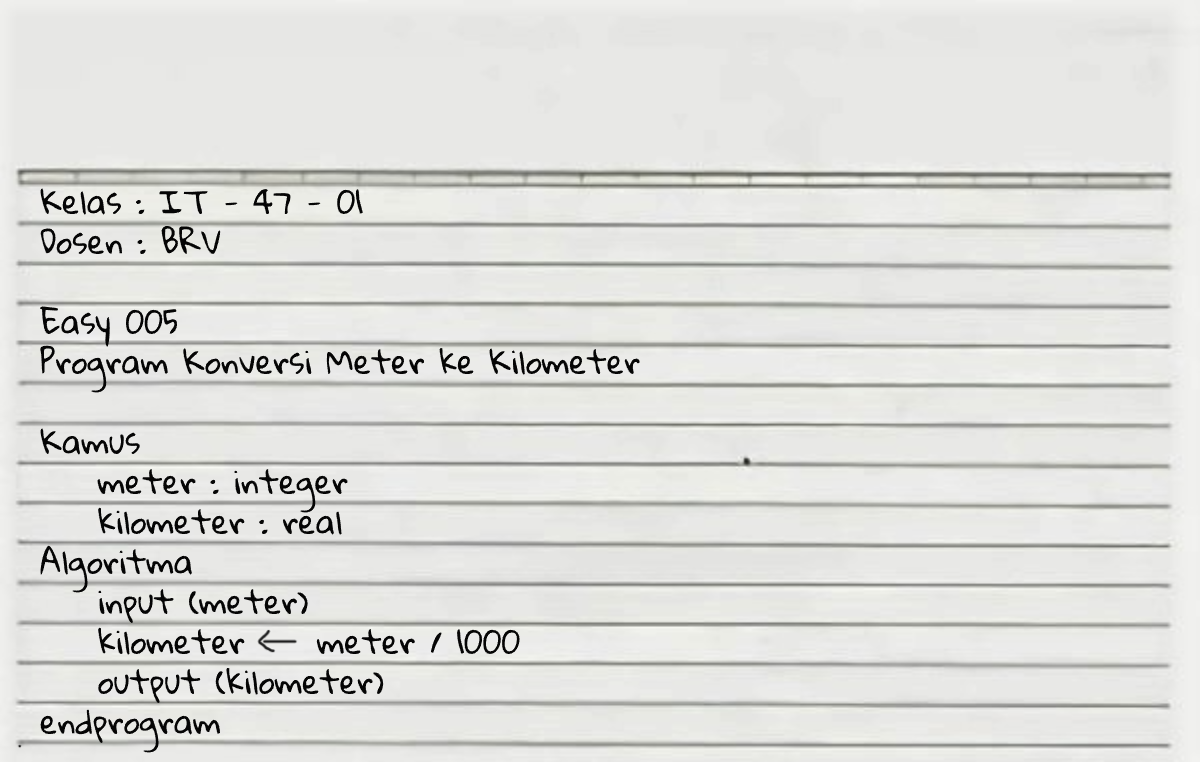 Kelas : IT - 47 - 01
Dosen : BRV
Easy 005
Program Konversi Meter ke Kilometer
Kamus
meter : integer
kilometer : real
Algoritma
input (meter)
kilometer ← meter / 1000
output (kilometer)
endprogram